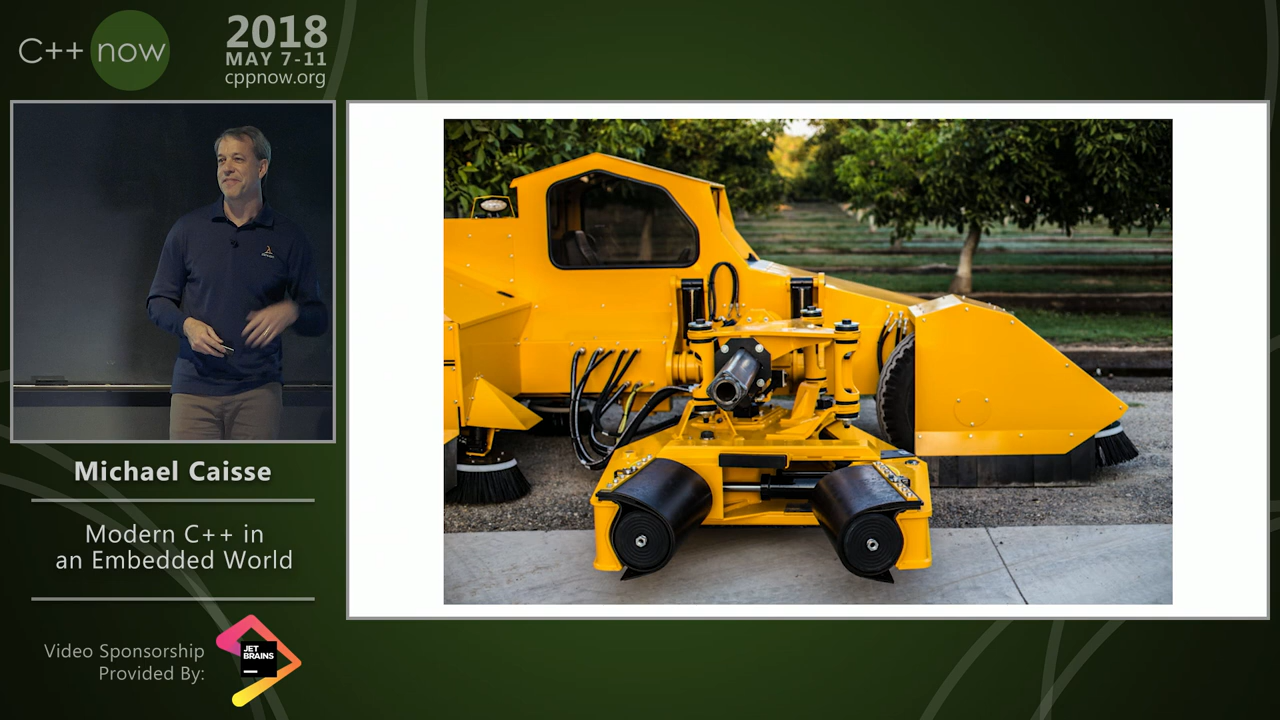 C++ now
2018
MAY 7-11
cppnow.org
Michael Caisse
Modern C++ in
an Embedded World
Video Sponsorship
Provided By:
JET
BRAINS